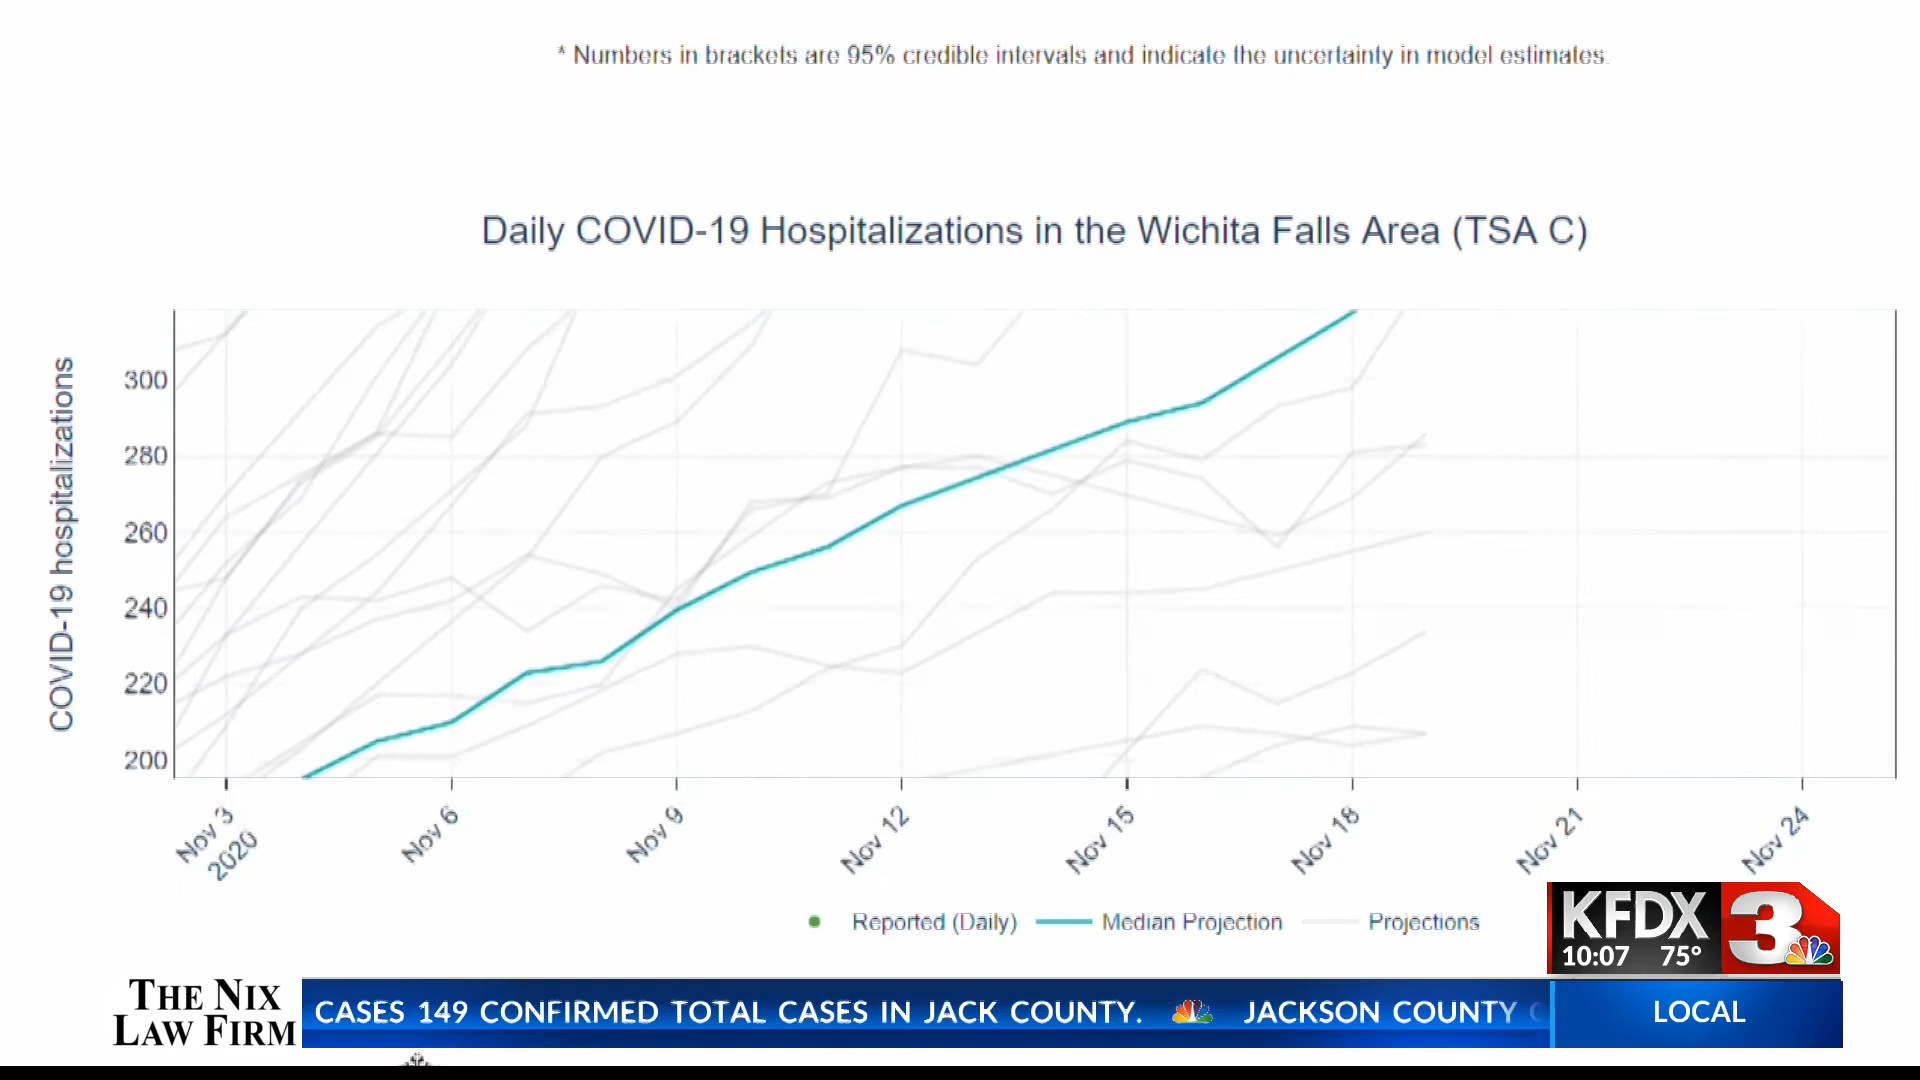 * Numbers in brackets are 95% credible intervals and indicate the uncertainty in model estimates.
Daily COVID-19 Hospitalizations in the Wichita Falls Area (TSA C)
COVID-19 hospitalizations
300
280
260
240
220
200
Nov 3
2020
Nov 6
Nov 9
Nov 12
Nov 15
Nov 18
Nov 21
Nov 24
Reported (Daily) Median Projection Projections
KFDX 3
10:07 75°
THE NIX
LAW FIRM
CASES 149 CONFIRMED TOTAL CASES IN JACK COUNTY. JACKSON COUNTY
LOCAL